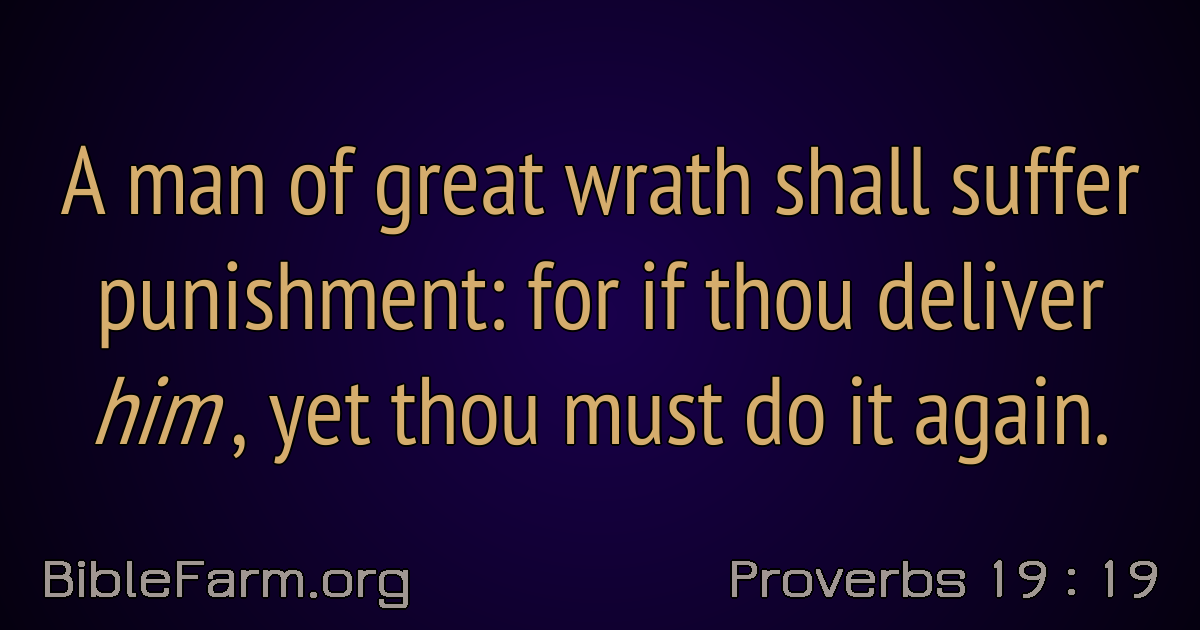 A man of great wrath shall suffer
punishment: for if thou deliver
him, yet thou must do it again.
BibleFarm.org
Proverbs 19:19